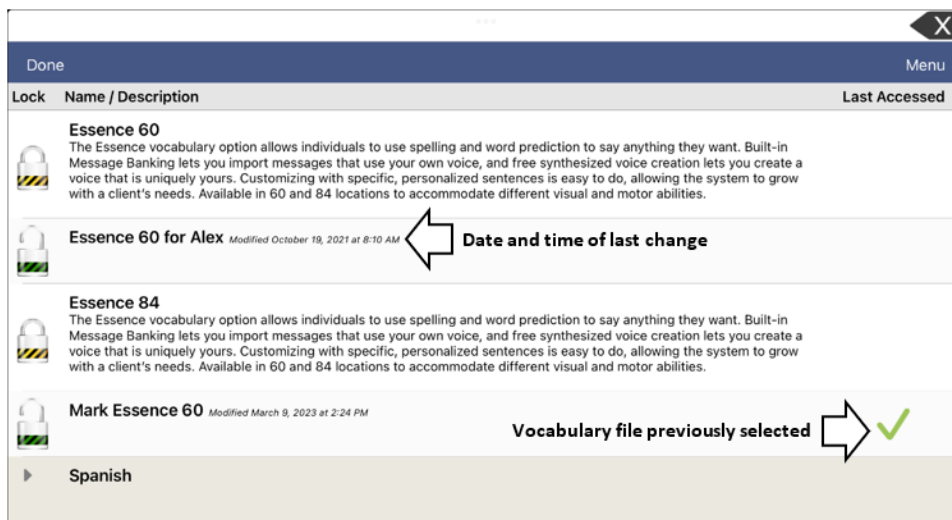 X
Done Menu
Lock Name / Description Last Accessed
Essence 60
The Essence vocabulary option allows individuals to use spelling and word prediction to say anything they want. Built-in
Message Banking lets you import messages that use your own voice, and free synthesized voice creation lets you create a
voice that is uniquely yours. Customizing with specific, personalized sentences is easy to do, allowing the system to grow
with a client's needs. Available in 60 and 84 locations to accommodate different visual and motor abilities.
Essence 60 for Alex Modified October 19, 2021 at 8:10 AM Date and time of last change
Essence 84
The Essence vocabulary option allows individuals to use spelling and word prediction to say anything they want. Built-in
Message Banking lets you import messages that use your own voice, and free synthesized voice creation lets you create a
voice that is uniquely yours. Customizing with specific, personalized sentences is easy to do, allowing the system to grow
with a client's needs. Available in 60 and 84 locations to accommodate different visual and motor abilities.
Mark Essence 60 Modified March 9, 2023 at 2:24 PM
Vocabulary file previously selected
Spanish